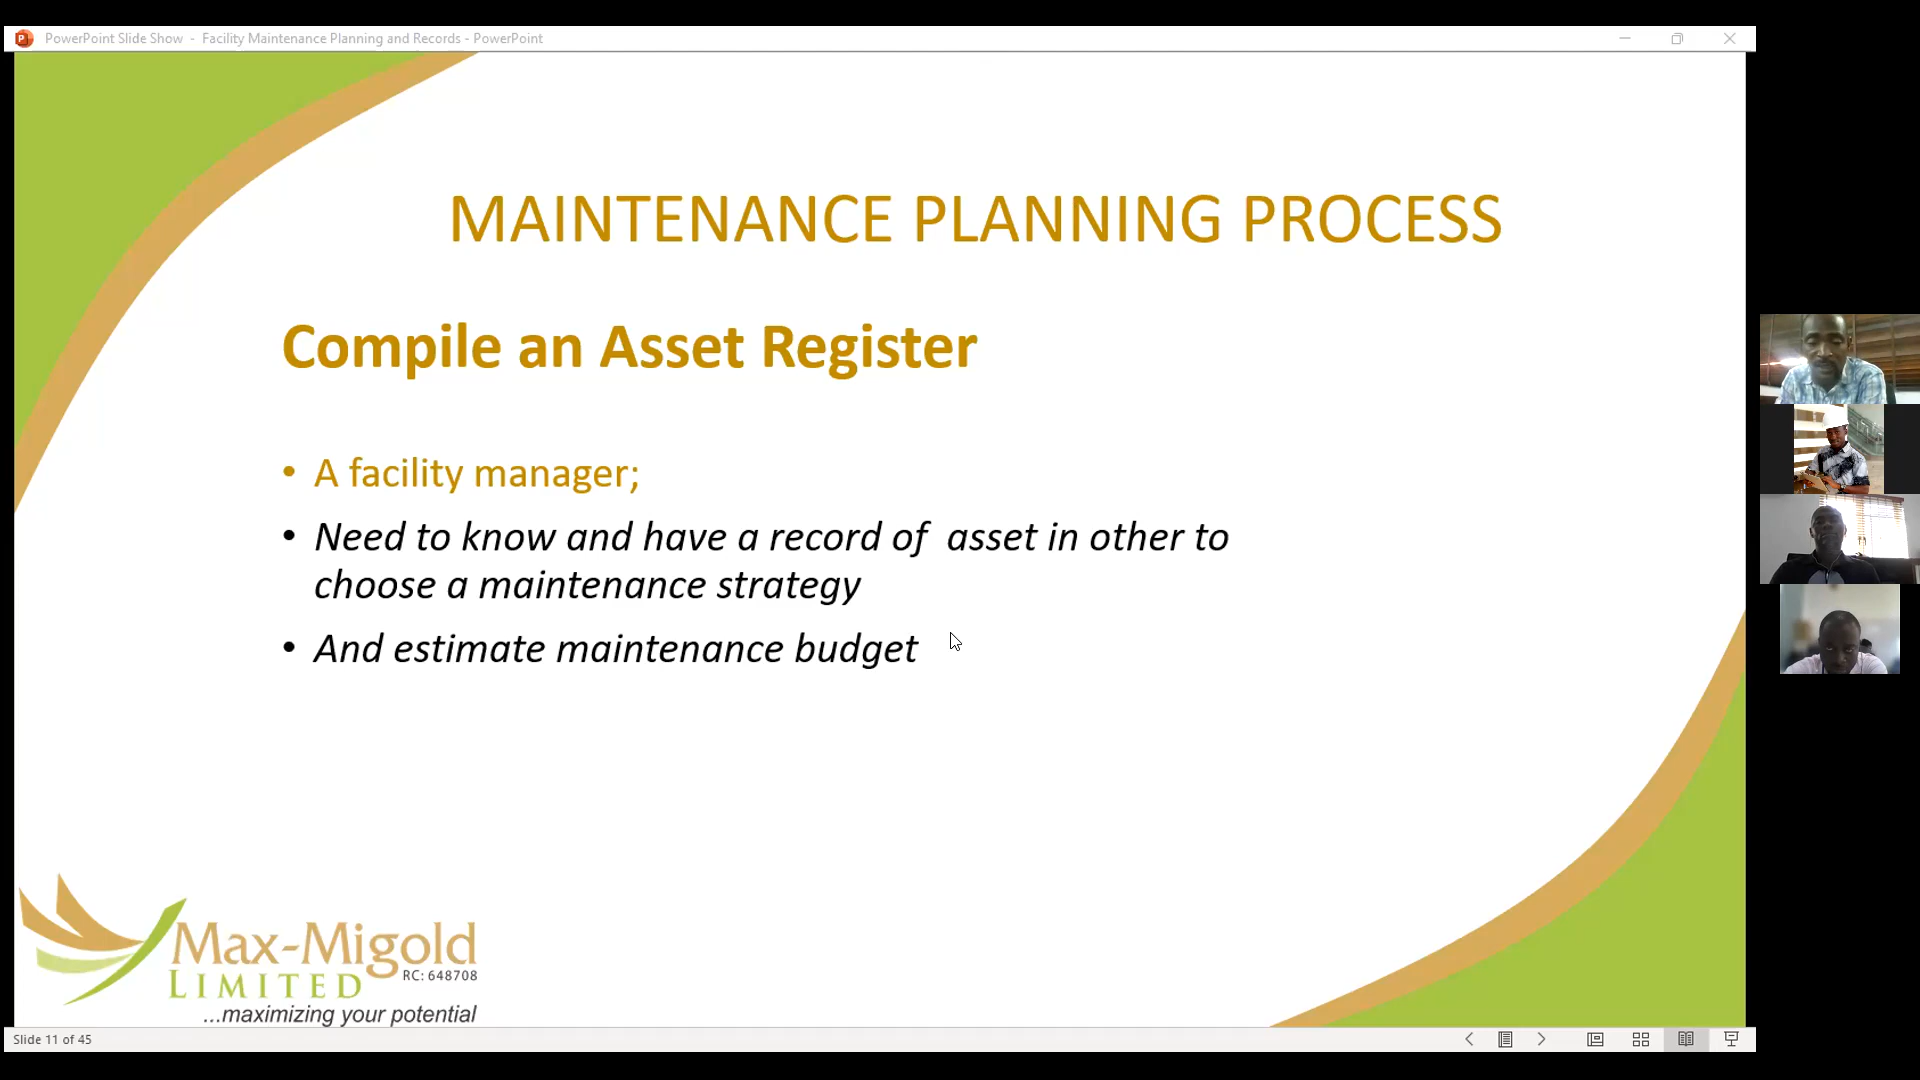 PowerPoint Slide Show - Facility Maintenance Planning and Records - PowerPoint
MAINTENANCE PLANNING PROCESS
Compile an Asset Register
• A facility manager;
• Need to know and have a record of asset in other to
choose a maintenance strategy
• And estimate maintenance budget
Max-Migold
LIMITED RC: 648708
...maximizing your potential
Slide 11 of 45